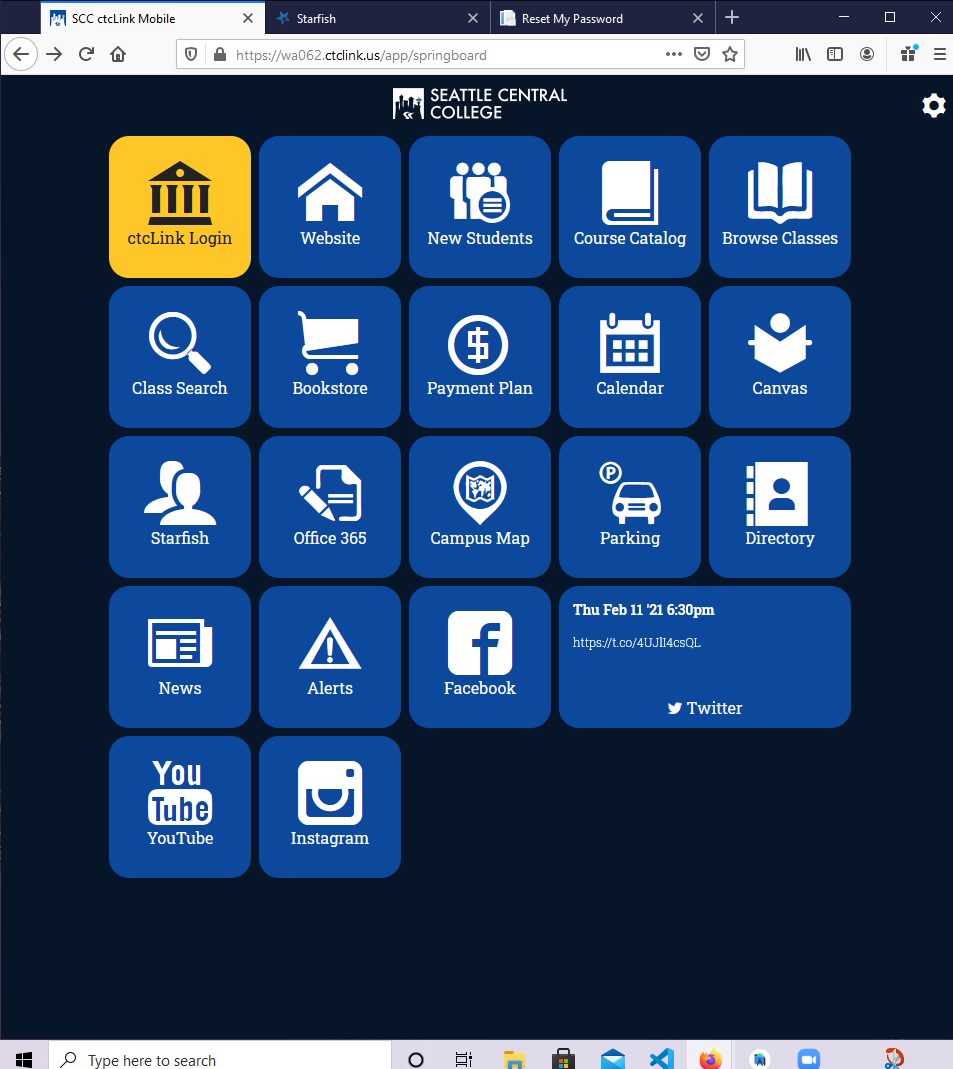 SCC ctcLink Mobile
Starfish
Reset My Password
https://wa062.ctclink.us/app/springboard
SEATTLE CENTRAL
COLLEGE
ctcLink Login
Website
New Students
Course Catalog
Browse Classes
Class Search
Bookstore
Payment Plan
Calendar
Canvas
Starfish
Office 365
Campus Map
P
Parking
Directory
News
Alerts
Facebook
Thu Feb 11 '21 6:30pm
https://t.co/4UJlI4csQL
Twitter
You
Tube
YouTube
Instagram
Type here to search